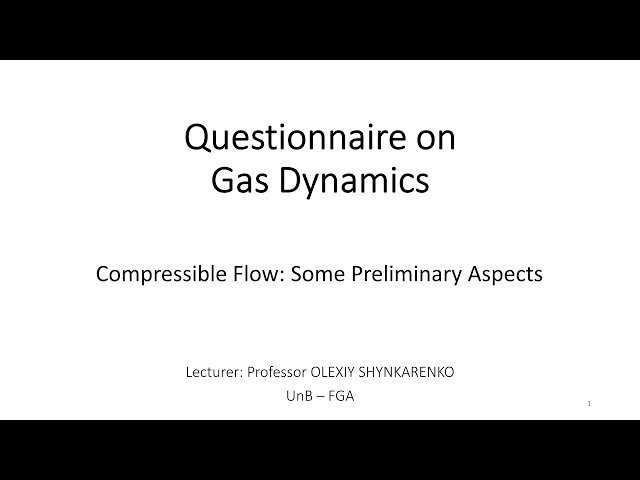 Questionnaire on
Gas Dynamics
Compressible Flow: Some Preliminary Aspects
Lecturer: Professor OLEXIY SHYNKARENKO
UnB – FGA
1